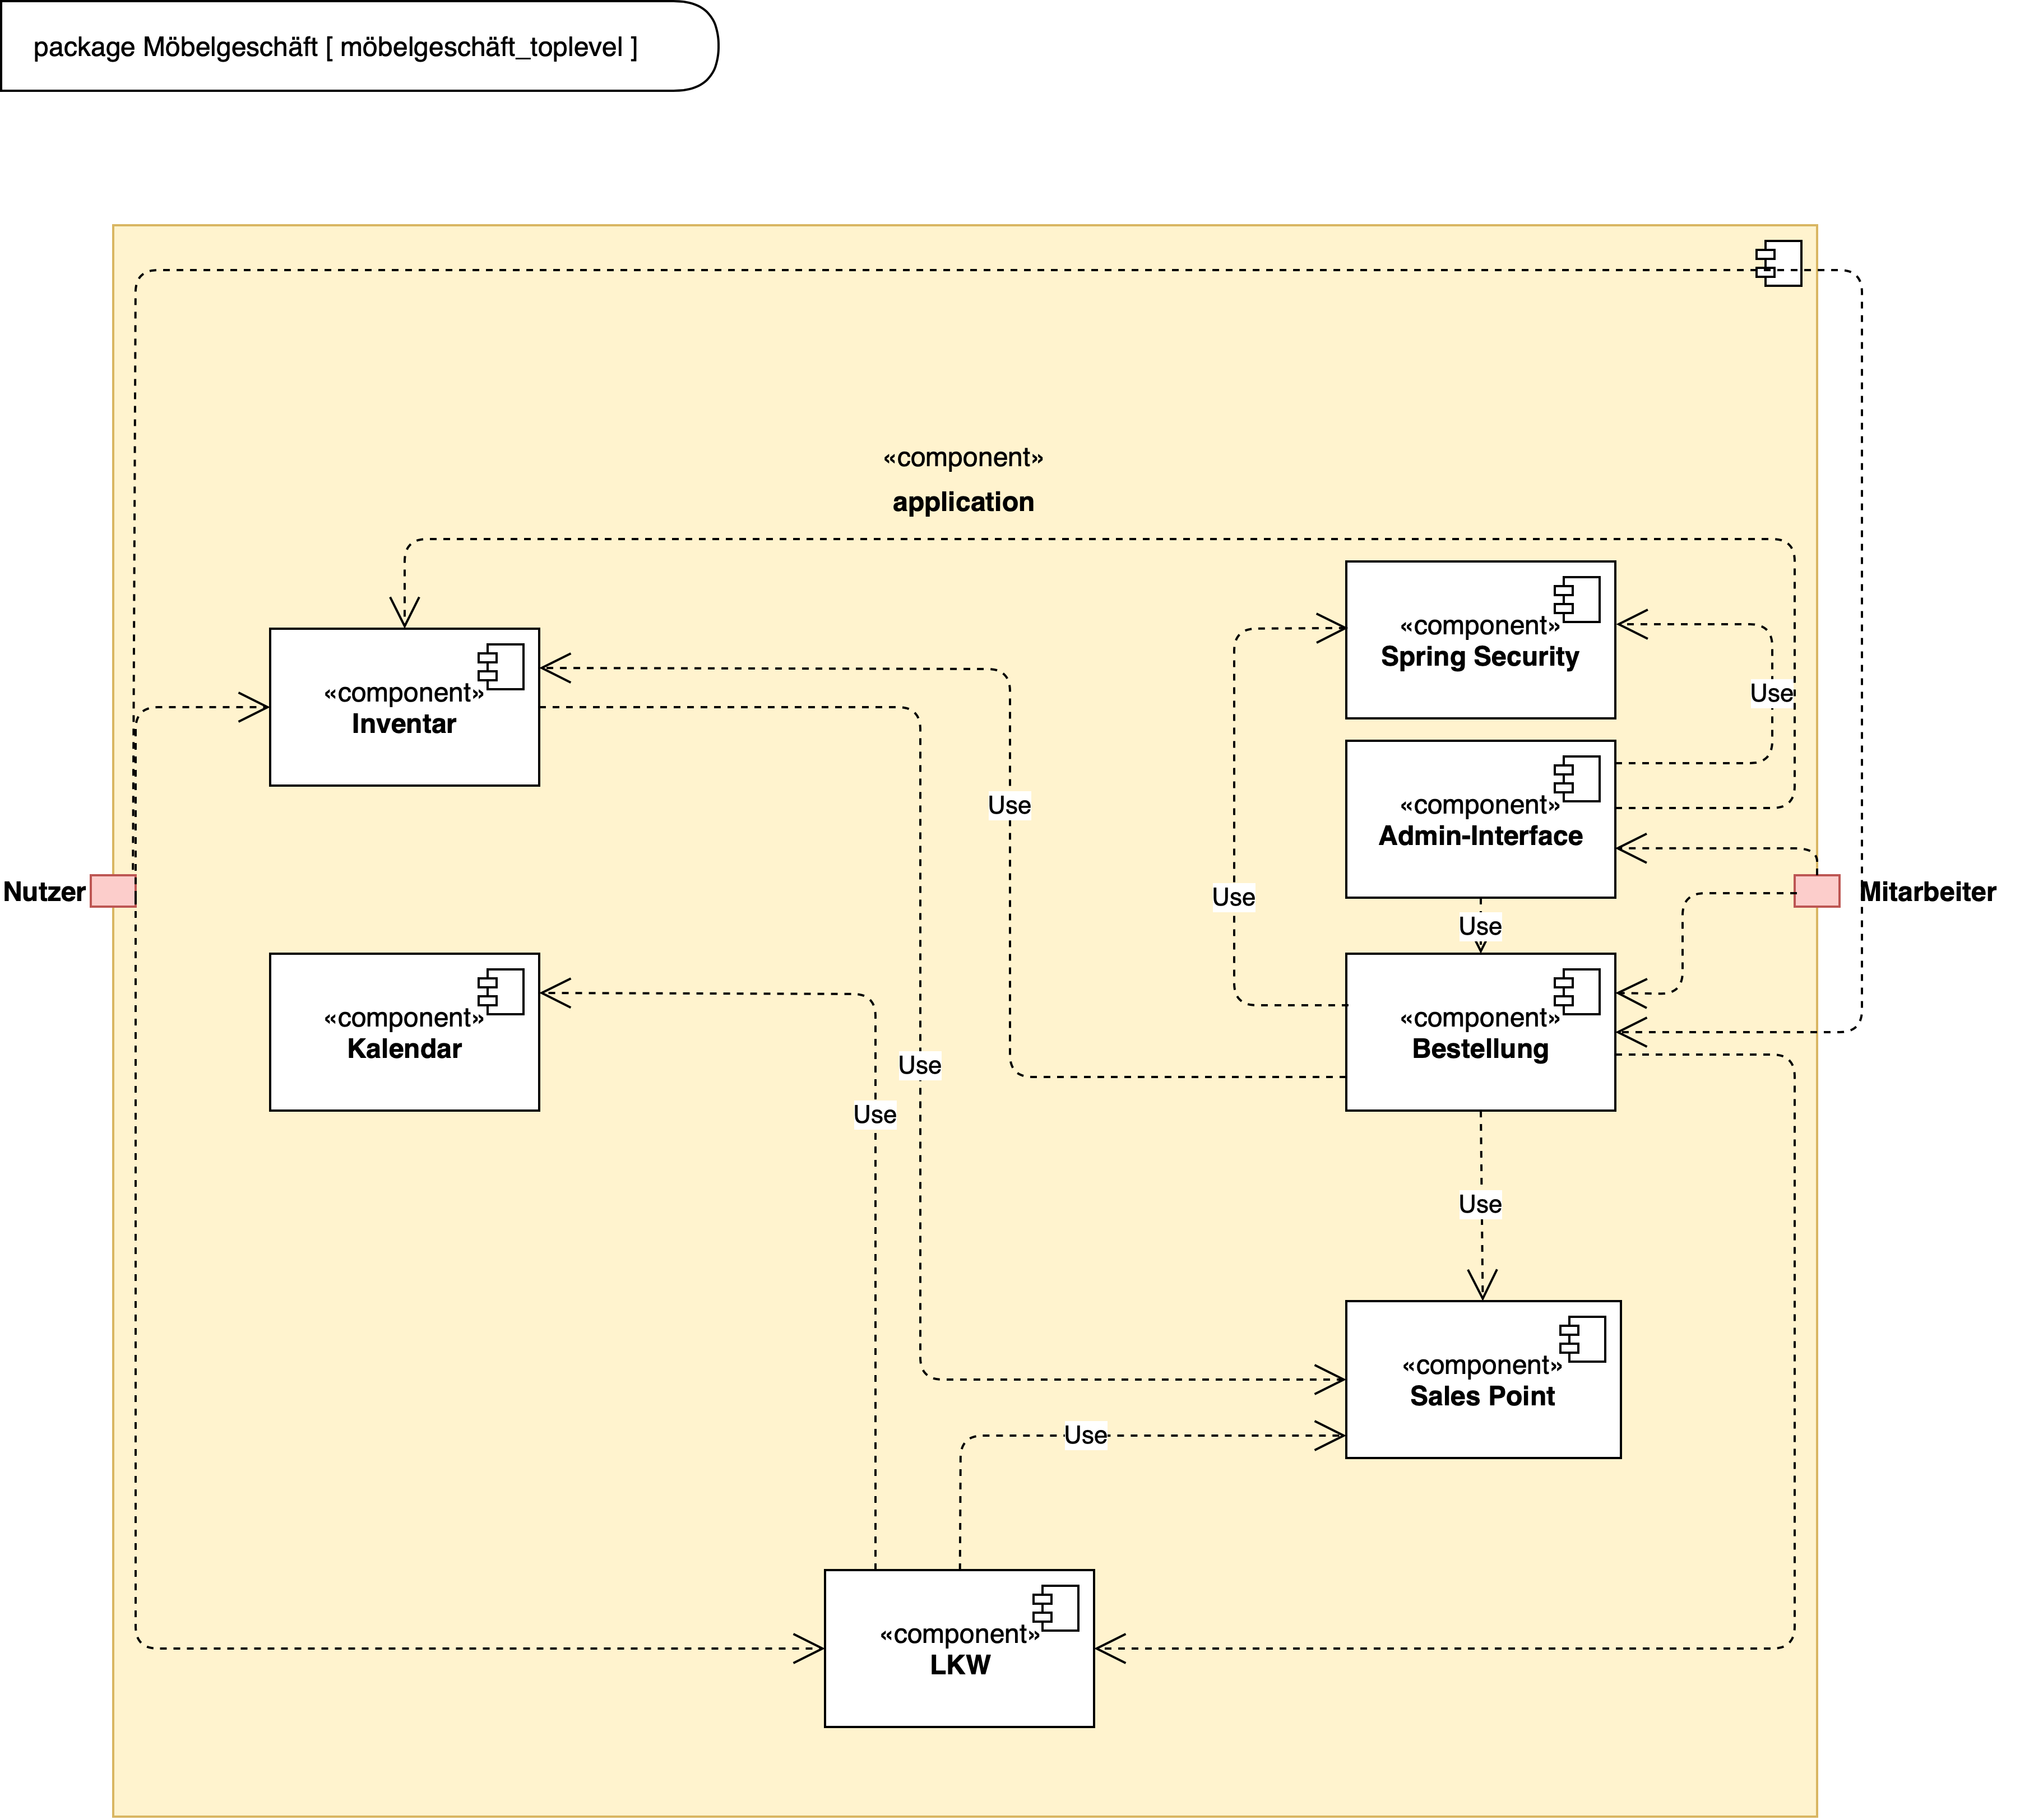 package Möbelgeschäft [ möbelgeschäft_toplevel ]
«component»
application
«component»
Spring Security
«component»
Inventar
Use
Use
«component»
Admin-Interface
Nutzer
Mitarbeiter
Use
Use
«component»
Kalendar
«component»
Bestellung
Use
Use
Use
«component»
Sales Point
Use
«component»
LKW